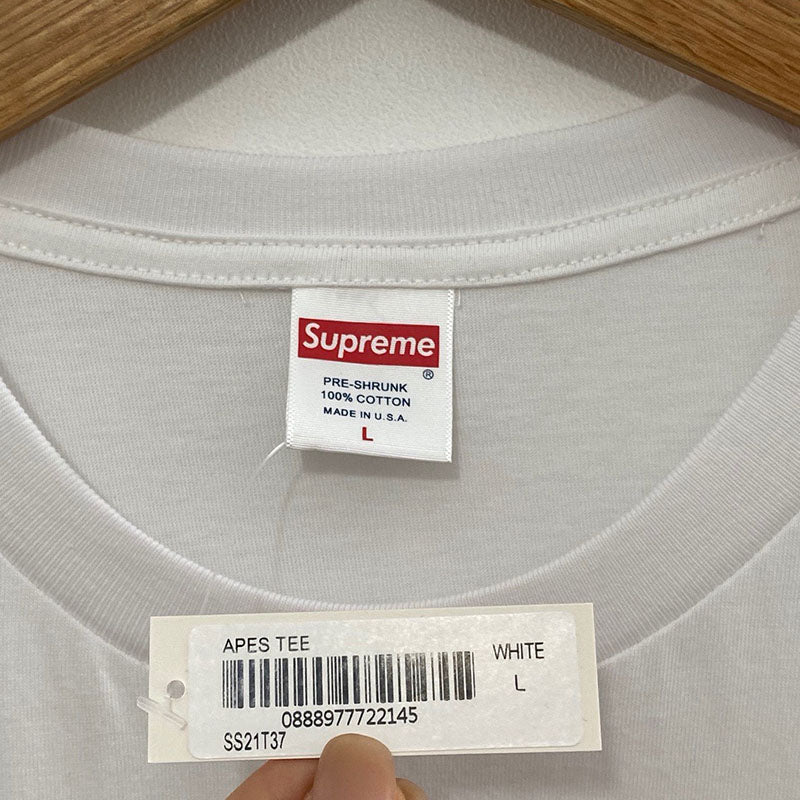 Supreme
®
PRE-SHRUNK
100% COTTON
MADE IN U.S.A.
L
APES TEE
WHITE
L
0888977722145
SS21T37